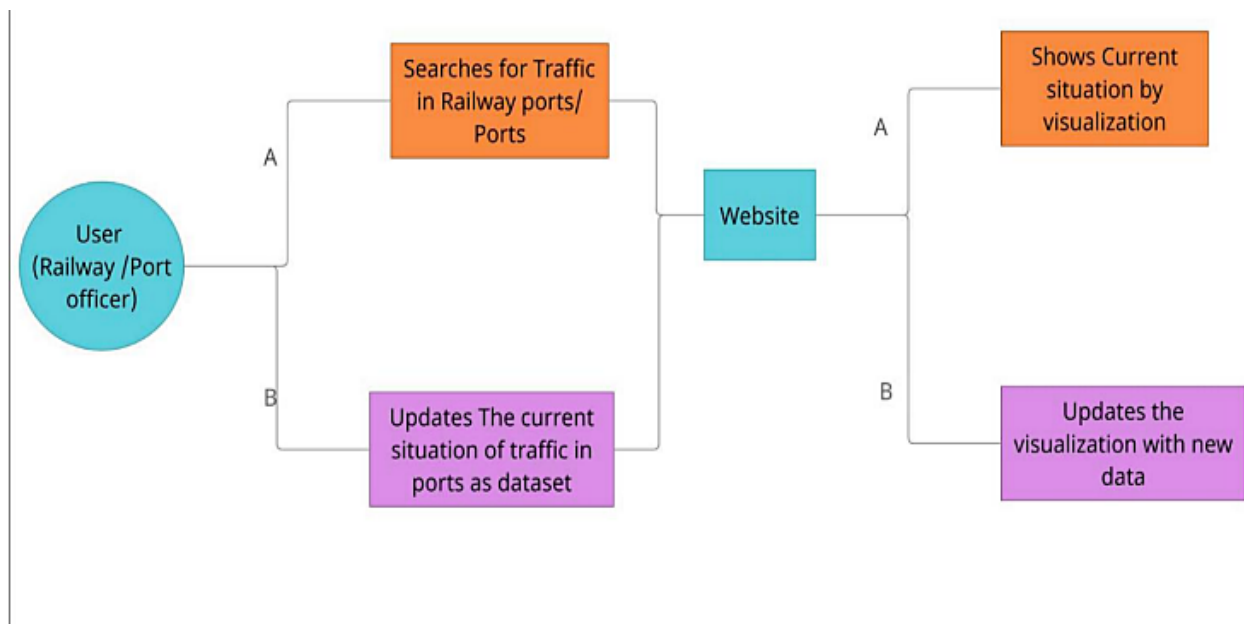 User
(Railway /Port
officer)
A
Searches for Traffic
in Railway ports/
Ports
B
Updates The current
situation of traffic in
ports as dataset
Website
A
Shows Current
situation by
visualization
B
Updates the
visualization with new
data